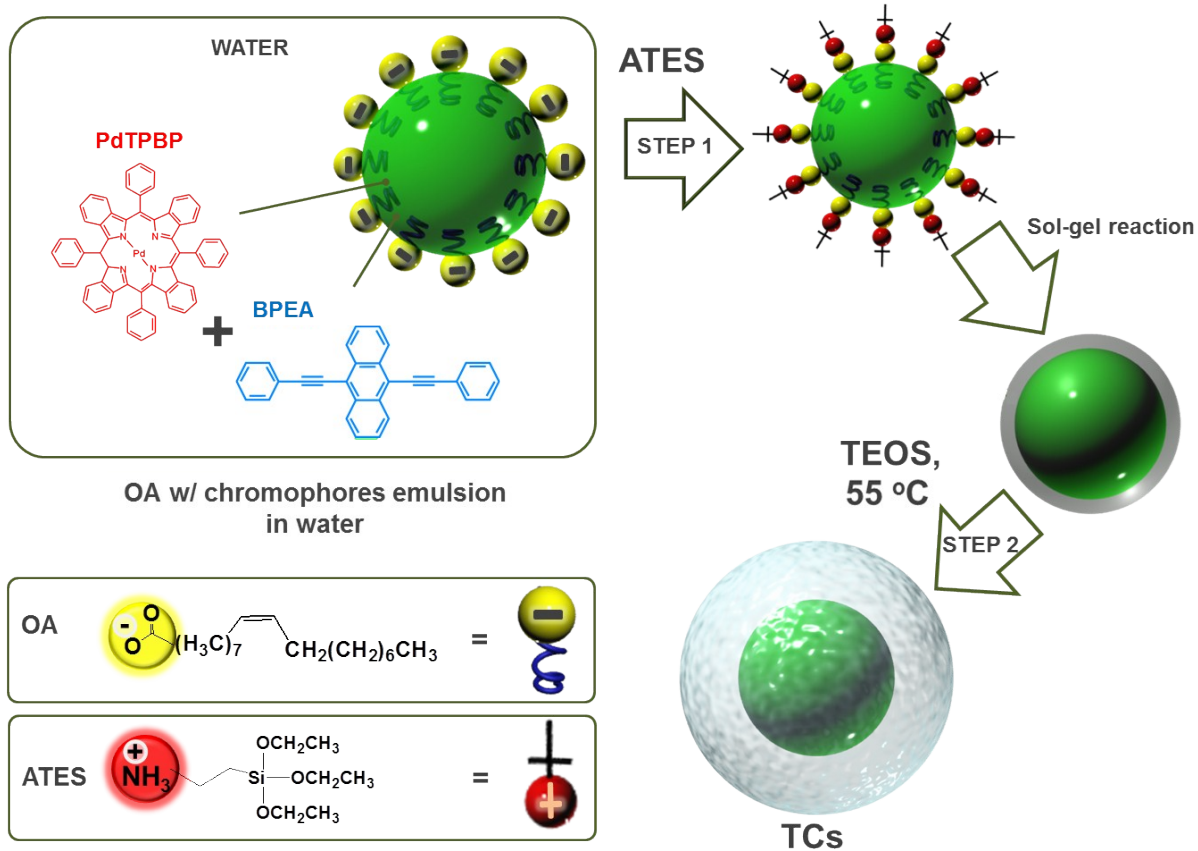 WATER
PdTPBP
N
N
Pd
N
N
+
BPEA
OA w/ chromophores emulsion
in water
ATES
STEP 1
Sol-gel reaction
TEOS,
55 ºC
STEP 2
TCs
OA
-
O
O
(H3C)7
CH2(CH2)6CH3
=
ATES
+
NH3
OCH2CH3
Si
OCH2CH3
OCH2CH3
=
+